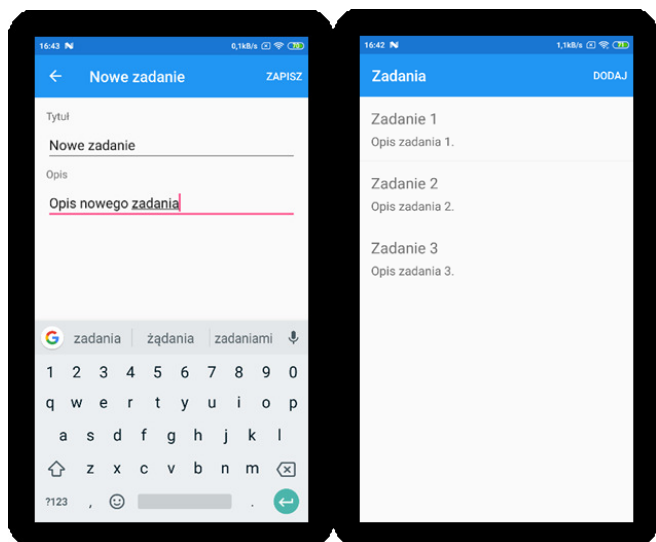 16:43 0,1kB/s 70
Nowe zadanie ZAPISZ
Tytuł
Nowe zadanie
Opis
Opis nowego zadania
G zadania żądania zadaniami
1 2 3 4 5 6 7 8 9 0
q w e r t y u i o p
a s d f g h j k l
z x c v b n m
?123 , .
16:42 1,1kB/s 71
Zadania DODAJ
Zadanie 1
Opis zadania 1.
Zadanie 2
Opis zadania 2.
Zadanie 3
Opis zadania 3.